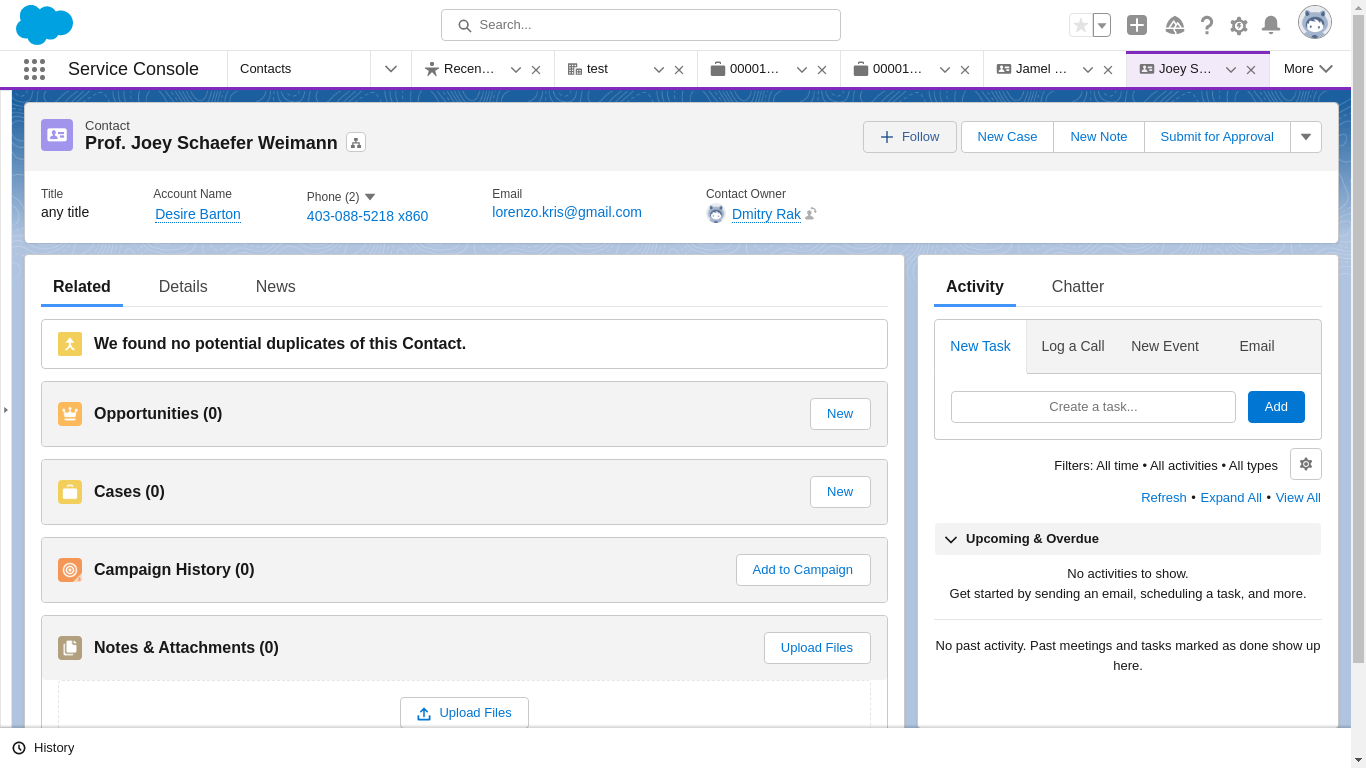 Search...
Service Console
Contacts
Recen…
test
00001…
00001…
Jamel …
Joey S…
More
Contact
Prof. Joey Schaefer Weimann
Follow
New Case
New Note
Submit for Approval
Title
any title
Account Name
Desire Barton
Phone (2)
403-088-5218 x860
Email
lorenzo.kris@gmail.com
Contact Owner
Dmitry Rak
Related
Details
News
We found no potential duplicates of this Contact.
Opportunities (0)
New
Cases (0)
New
Campaign History (0)
Add to Campaign
Notes & Attachments (0)
Upload Files
Upload Files
Activity
Chatter
New Task
Log a Call
New Event
Email
Create a task...
Add
Filters: All time • All activities • All types
Refresh • Expand All • View All
Upcoming & Overdue
No activities to show.
Get started by sending an email, scheduling a task, and more.
No past activity. Past meetings and tasks marked as done show up
here.
History